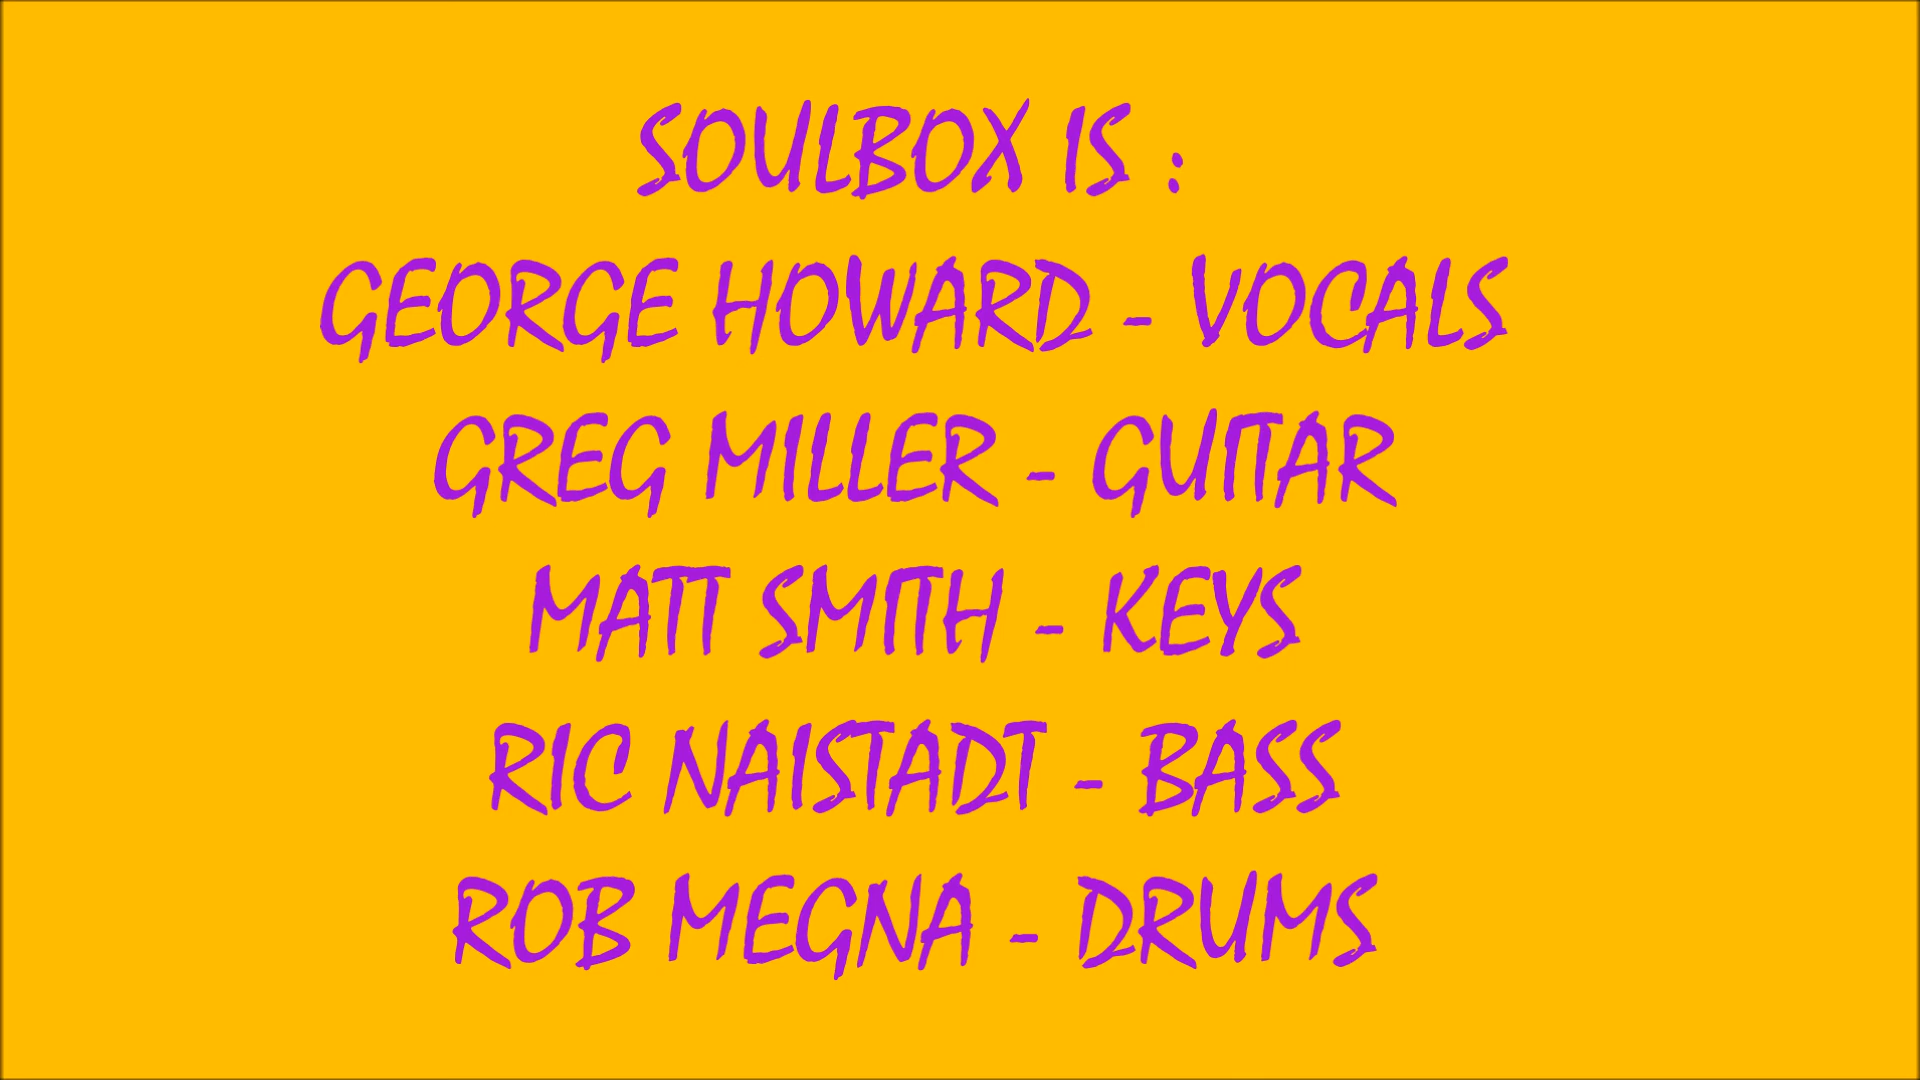 SOULBOX IS :
GEORGE HOWARD - VOCALS
GREG MILLER - GUITAR
MATT SMITH - KEYS
RIC NAISTADT - BASS
ROB MEGNA - DRUMS